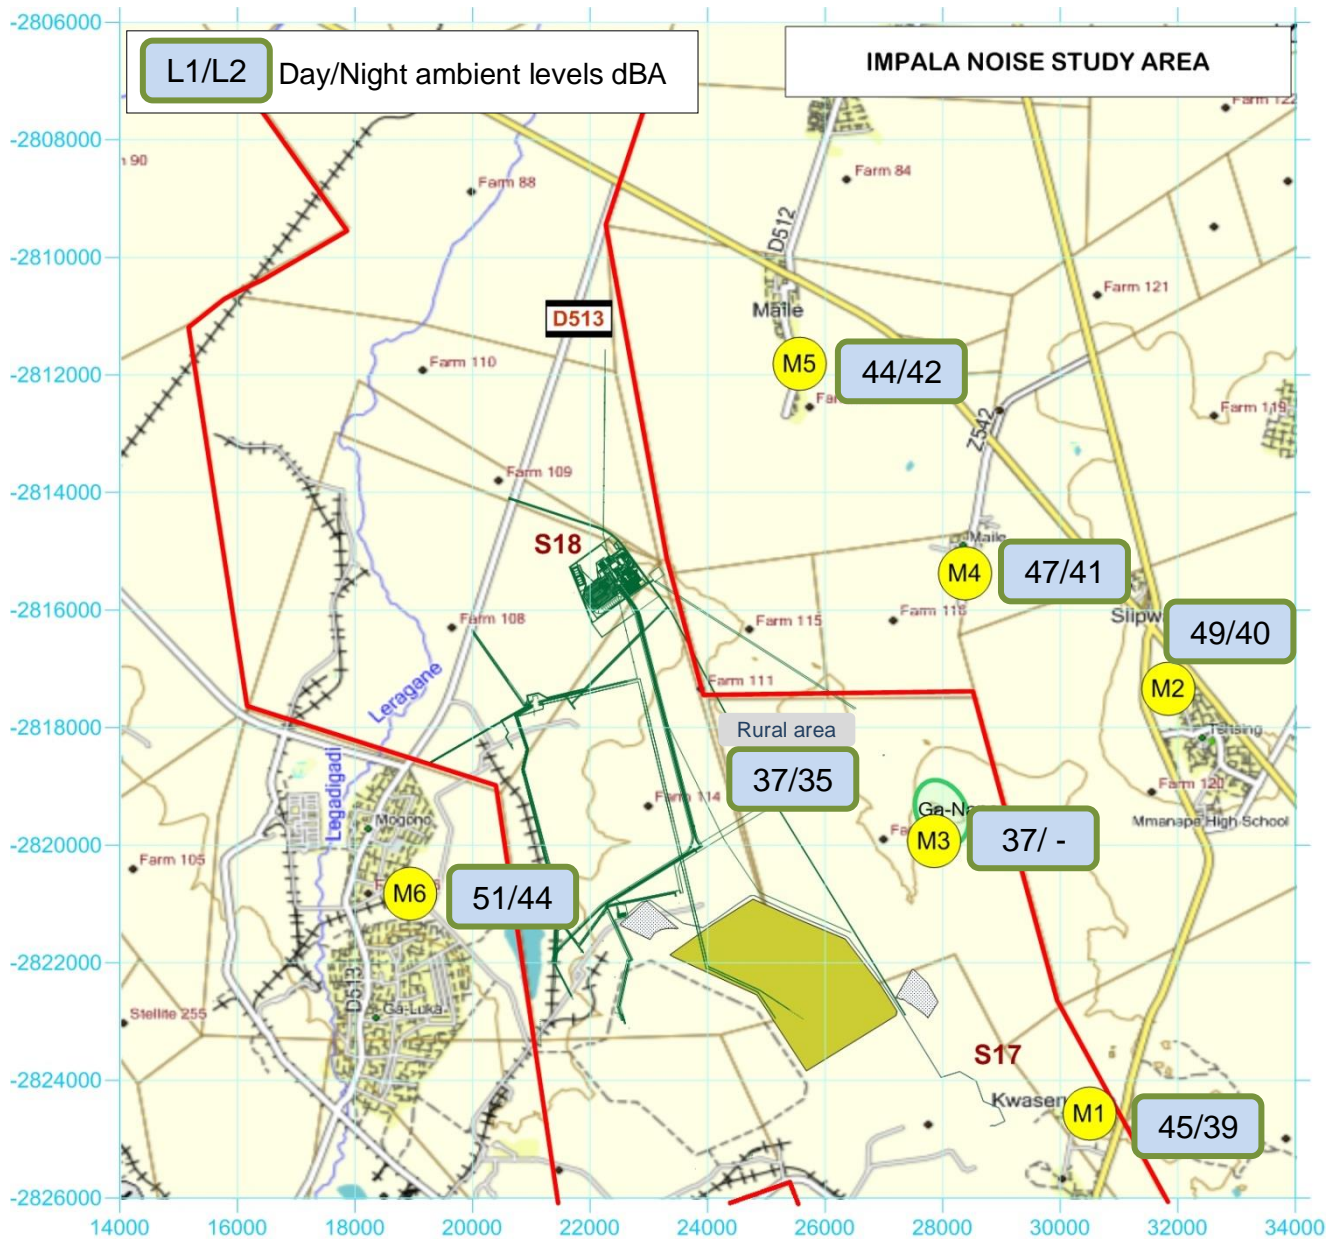 -2806000
L1/L2 Day/Night ambient levels dBA
IMPALA NOISE STUDY AREA
Farm 122
-2808000
90
Farm 88
Farm 84
D512
-2810000
Farm 121
Maile
D513
-2812000
Farm 110
M5
44/42
Farm 119
Z542
-2814000
Farm 109
S18
Maile
M4
47/41
-2816000
Farm 108
Farm 115
Farm 116
49/40
Leragane
Farm 111
M2
-2818000
Rural area
37/35
Legadigadi
Farm 114
Farm 120
Mmanape High School
Mogono
M3
37/ -
-2820000
Farm 105
M6
51/44
-2822000
D513
Ga-Luka
Stellite 255
S17
-2824000
M1
45/39
-2826000
14000 16000 18000 20000 22000 24000 26000 28000 30000 32000 34000